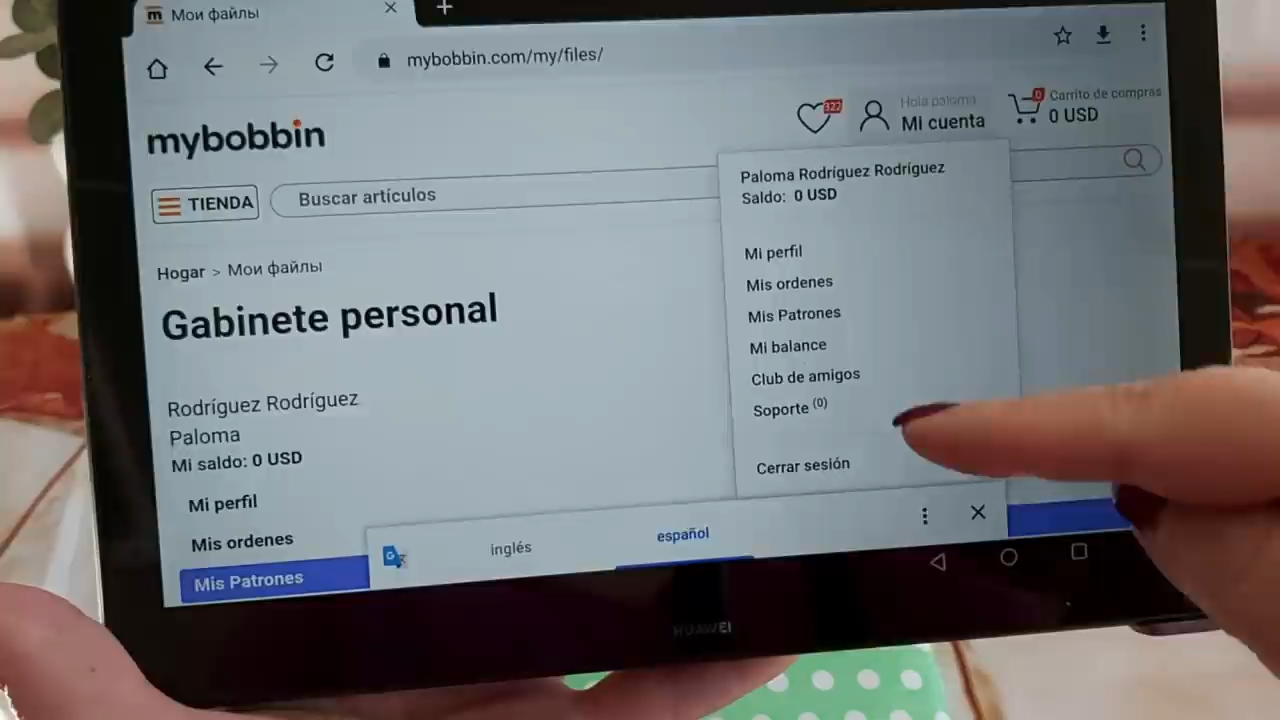 Мои файлы
mybobbin.com/my/files/
mybobbin
322
Hola paloma
Mi cuenta
0
Carrito de compras
0 USD
TIENDA
Buscar artículos
Paloma Rodríguez Rodríguez
Saldo: 0 USD
Mi perfil
Mis ordenes
Mis Patrones
Mi balance
Club de amigos
Soporte (0)
Cerrar sesión
Hogar > Мои файлы
Gabinete personal
Rodríguez Rodríguez
Paloma
Mi saldo: 0 USD
Mi perfil
Mis ordenes
Mis Patrones
inglés
español
HUAWEI